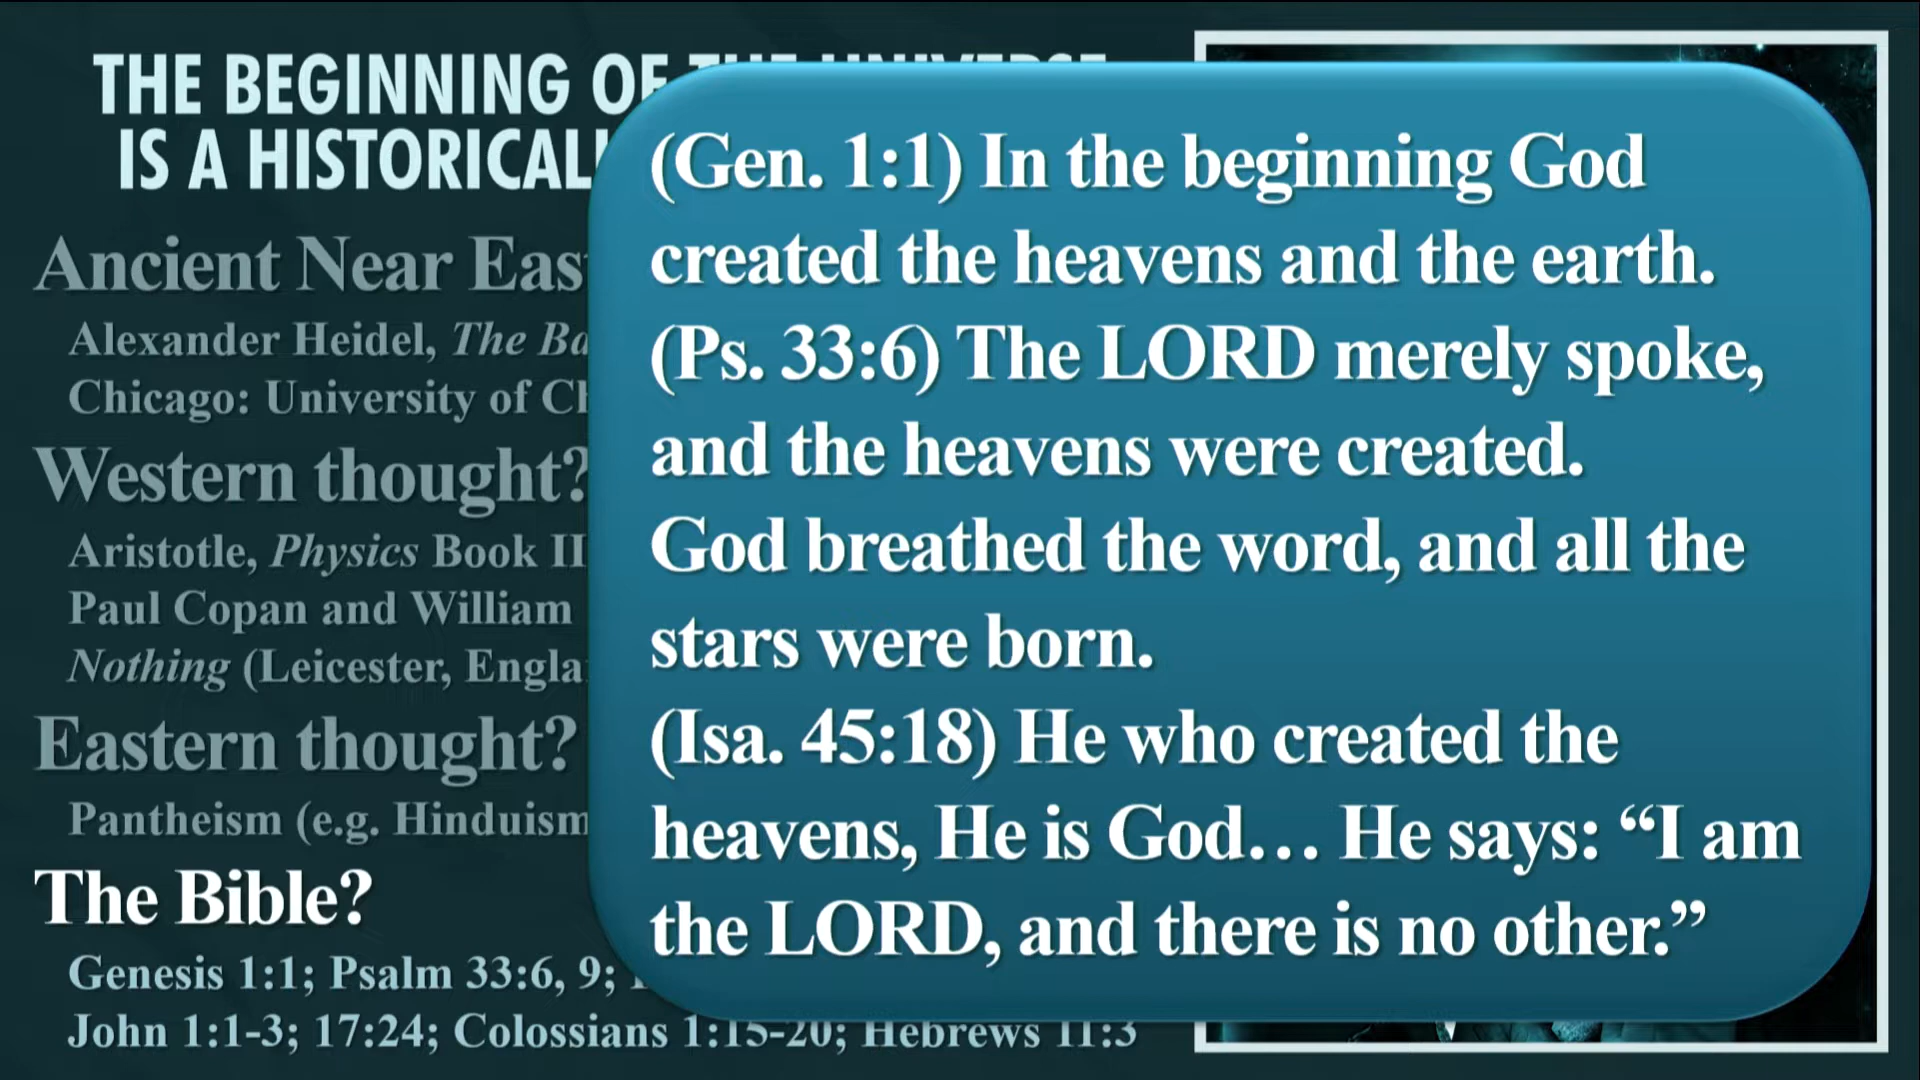 THE BEGINNING OF THE UNIVERSE
IS A HISTORICAL
Ancient Near
Alexander Heidel, The
Chicago: University of
Western thought?
Aristotle, Physics Book
Paul Copan and William
Nothing (Leicester,
Eastern thought?
Pantheism (e.g. Hinduism
The Bible?
Genesis 1:1; Psalm 33:6, 9;
John 1:1-3; 17:24; Colossians 1:15-20; Hebrews 11:3
(Gen. 1:1) In the beginning God
created the heavens and the earth.
(Ps. 33:6) The LORD merely spoke,
and the heavens were created.
God breathed the word, and all the
stars were born.
(Isa. 45:18) He who created the
heavens, He is God… He says: “I am
the LORD, and there is no other.”